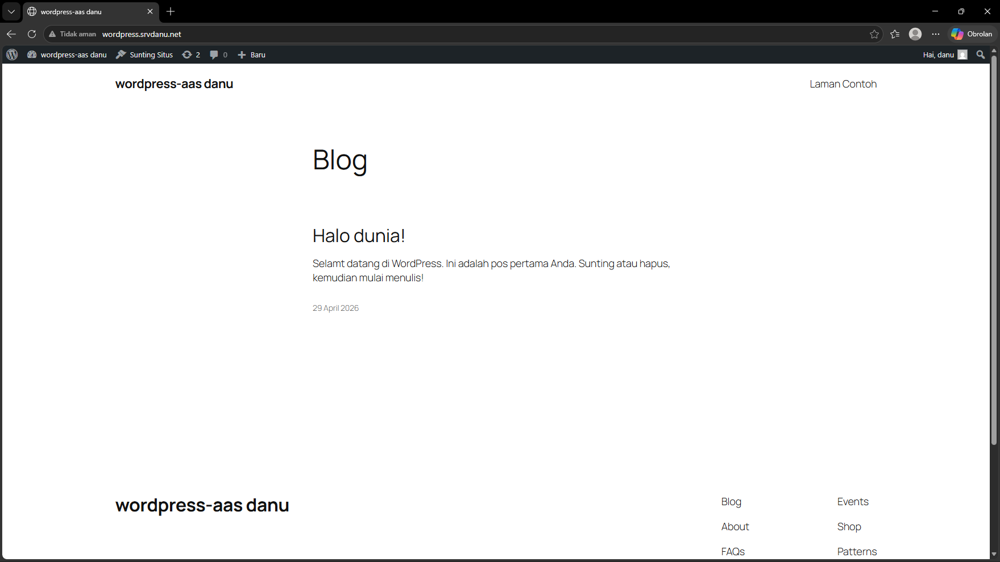 wordpress-aas danu
Tidak aman wordpress.srvdanu.net
Obrolan
wordpress-aas danu Sunting Situs 2 0 Baru
Hai, danu
wordpress-aas danu
Laman Contoh
Blog
Halo dunia!
Selamt datang di WordPress. Ini adalah pos pertama Anda. Sunting atau hapus,
kemudian mulai menulis!
29 April 2026
wordpress-aas danu
Blog
Events
About
Shop
FAQs
Patterns